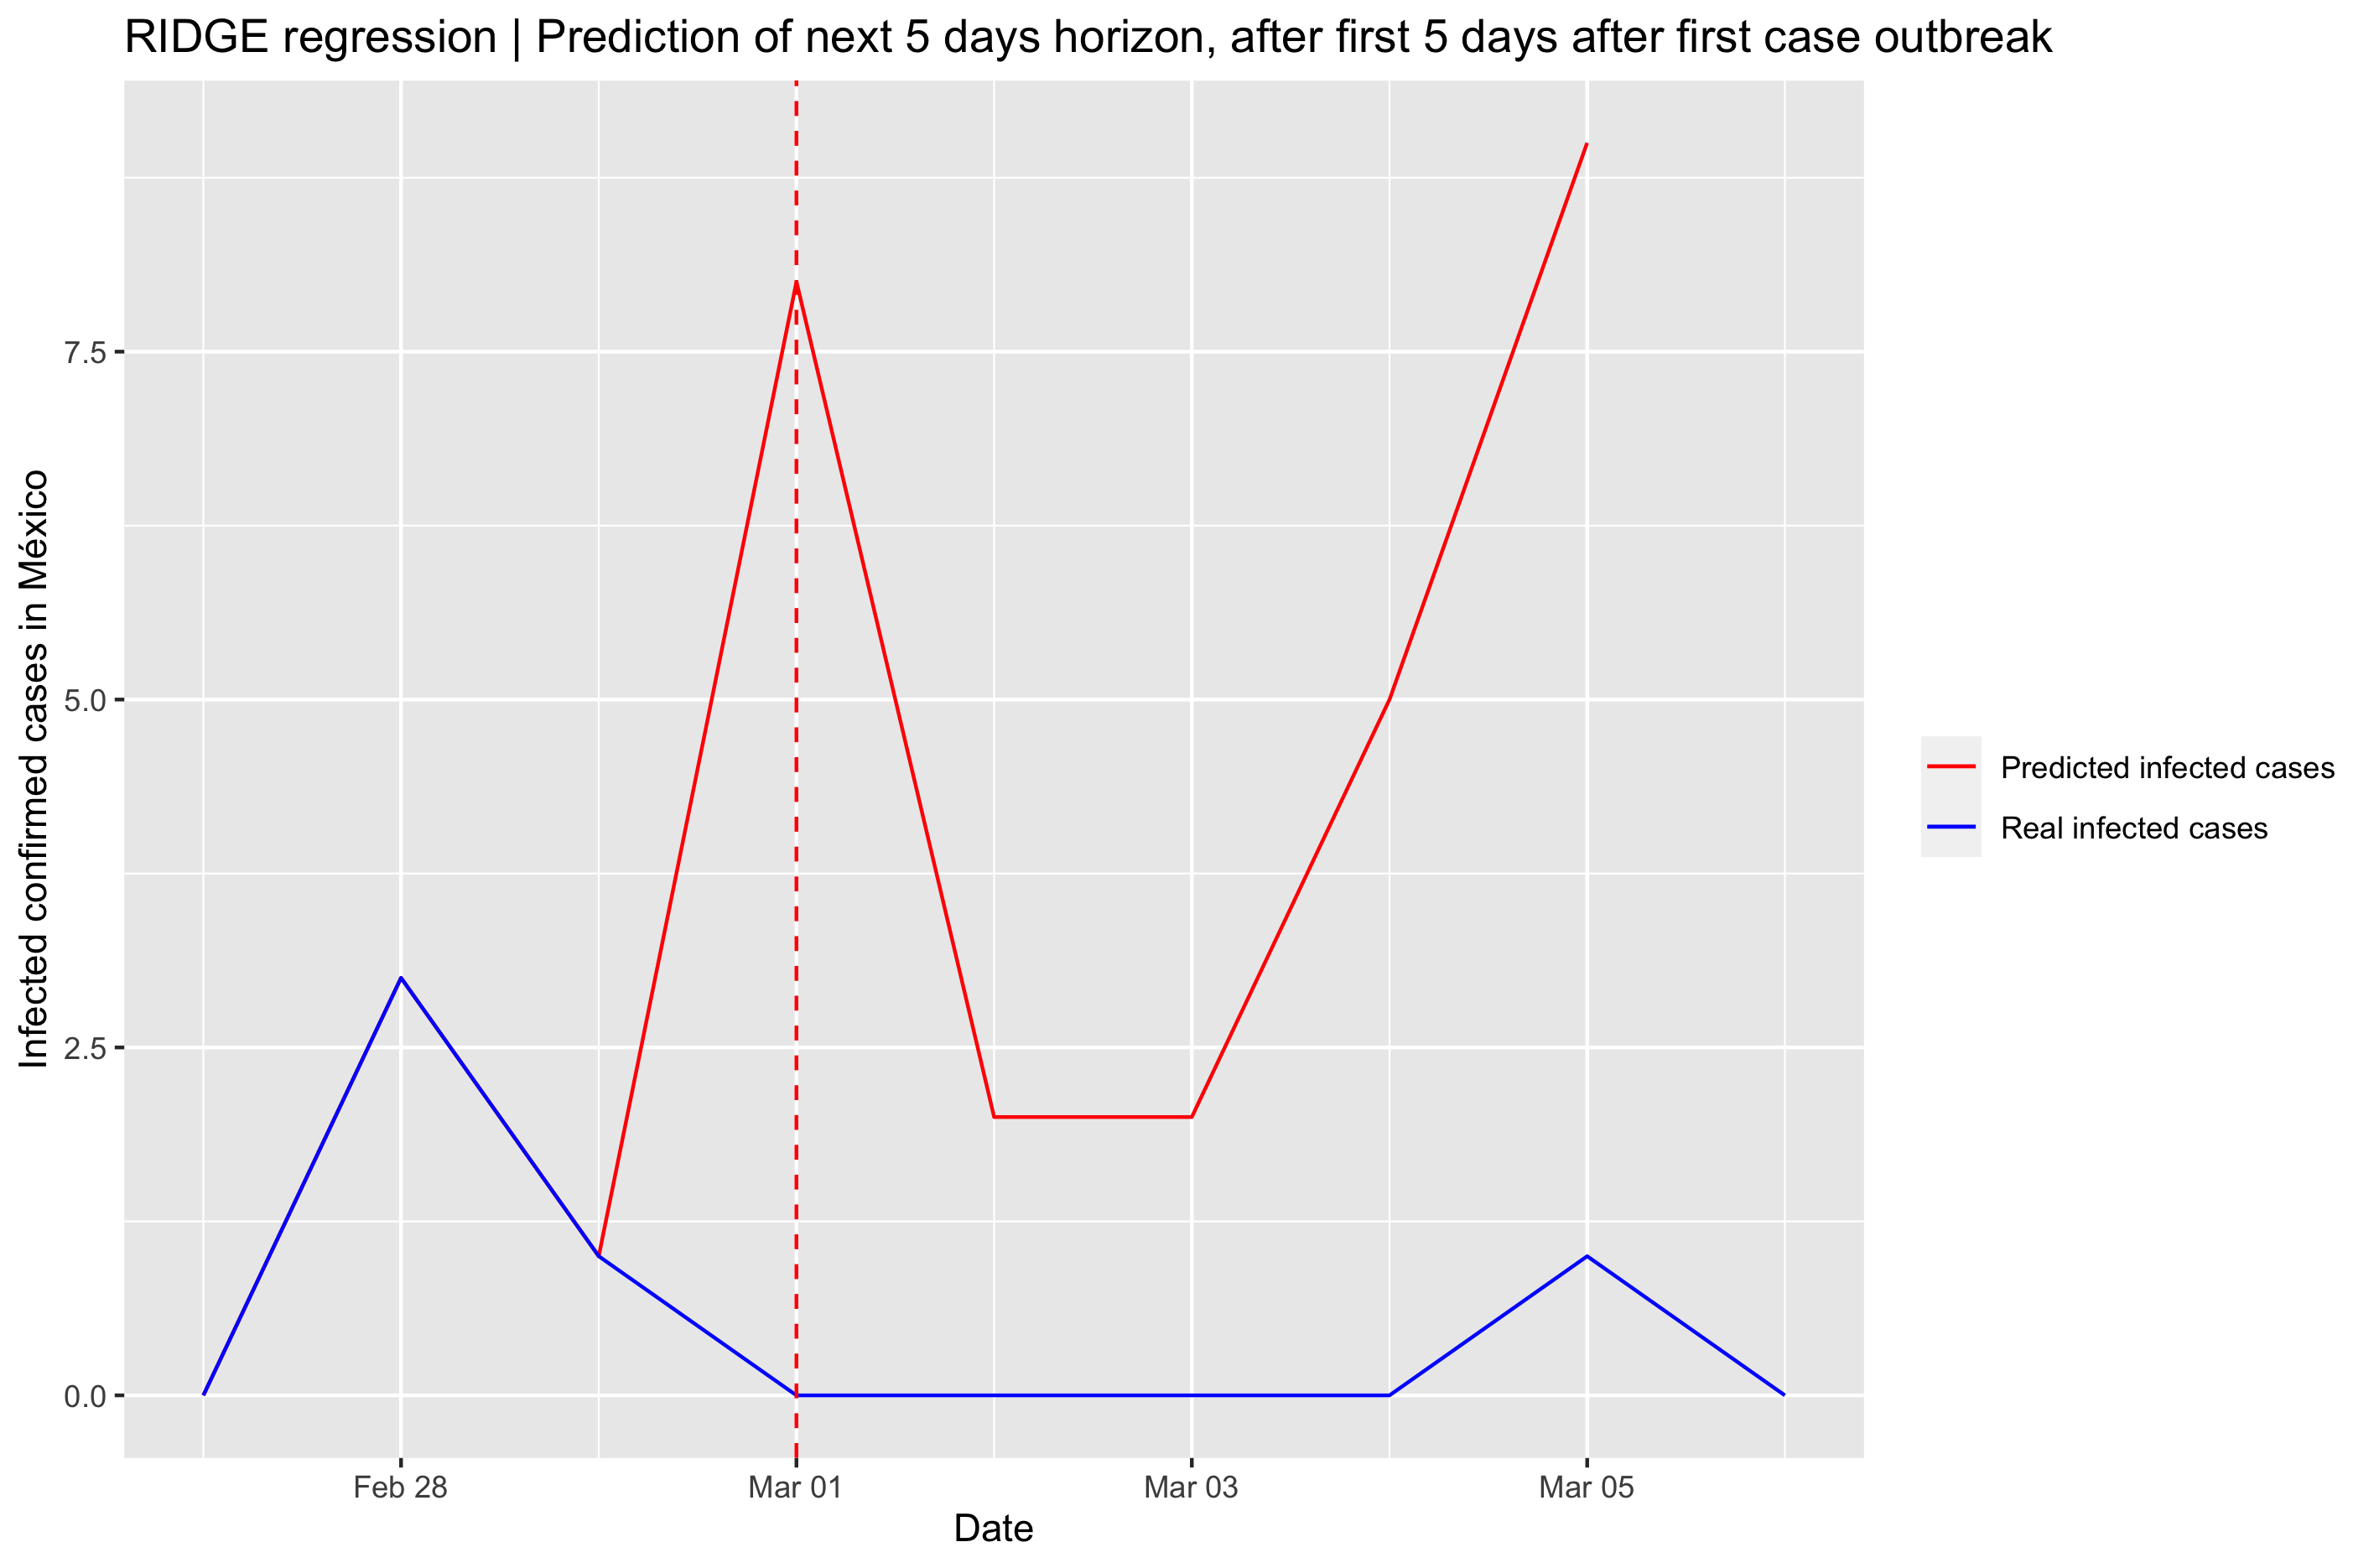 RIDGE regression | Prediction of next 5 days horizon, after first 5 days after first case outbreak
Infected confirmed cases in México
7.5
5.0
2.5
0.0
Feb 28
Mar 01
Mar 03
Mar 05
Date
Predicted infected cases
Real infected cases